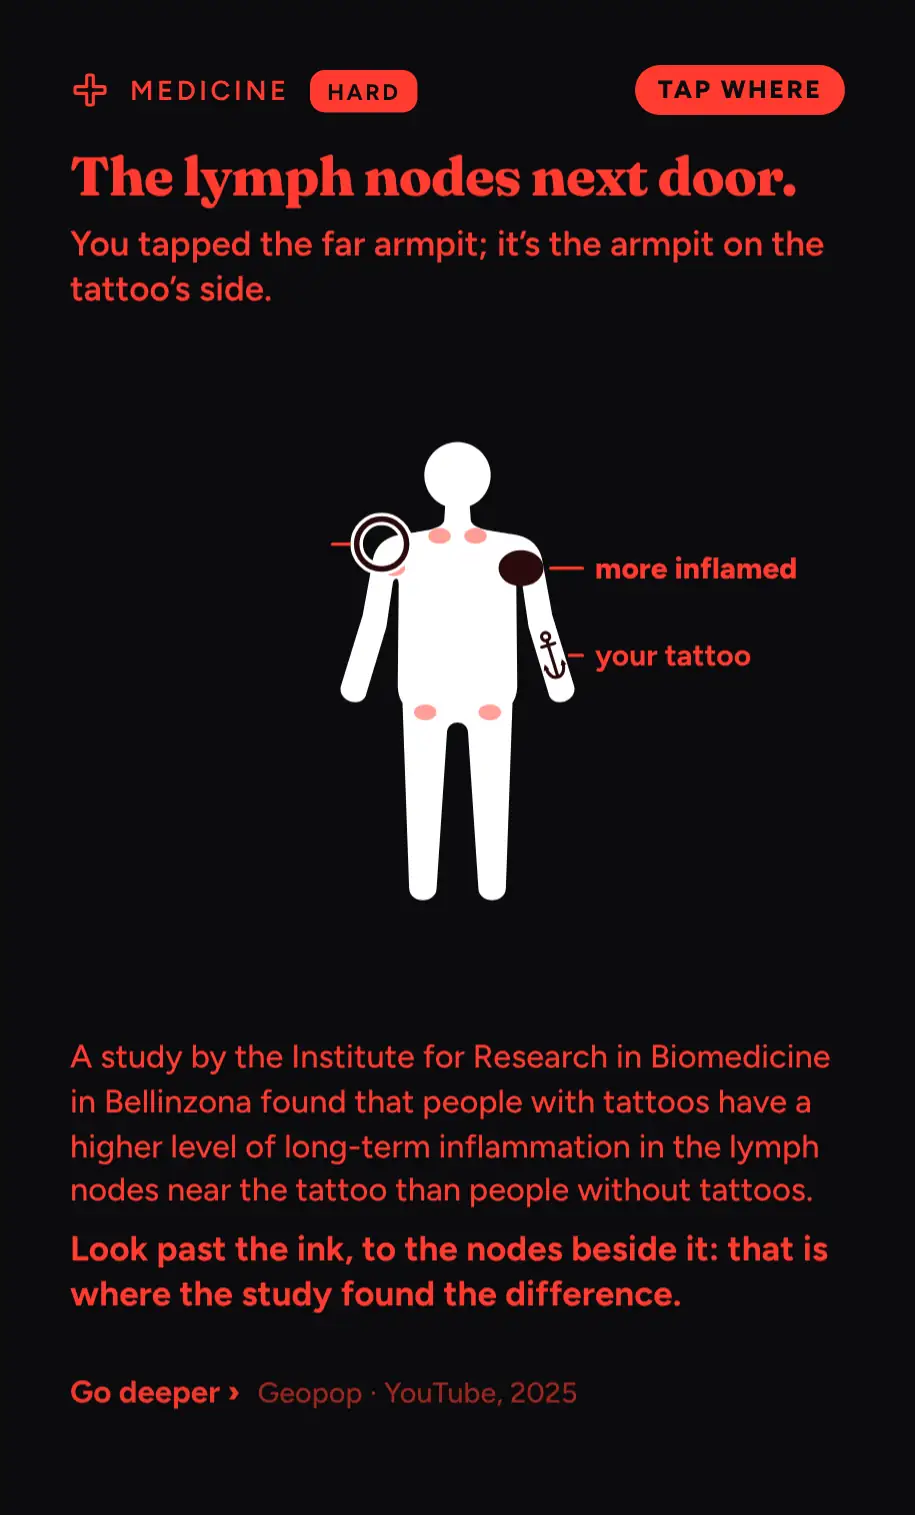 MEDICINE HARD TAP WHERE
The lymph nodes next door.
You tapped the far armpit; it’s the armpit on the
tattoo’s side.
more inflamed
your tattoo
A study by the Institute for Research in Biomedicine
in Bellinzona found that people with tattoos have a
higher level of long-term inflammation in the lymph
nodes near the tattoo than people without tattoos.
Look past the ink, to the nodes beside it: that is
where the study found the difference.
Go deeper › Geopop · YouTube, 2025